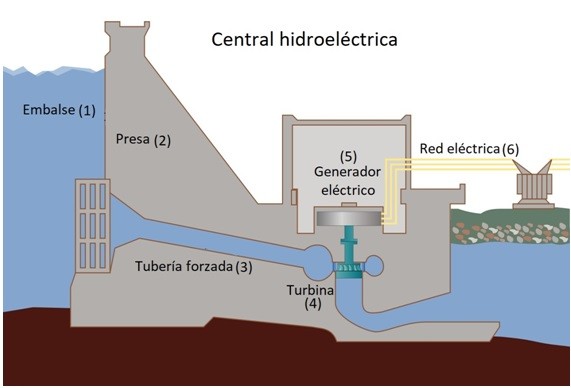 Central hidroeléctrica
Embalse (1)
Presa (2)
(5)
Generador
eléctrico
Red eléctrica (6)
Tubería forzada (3)
Turbina
(4)